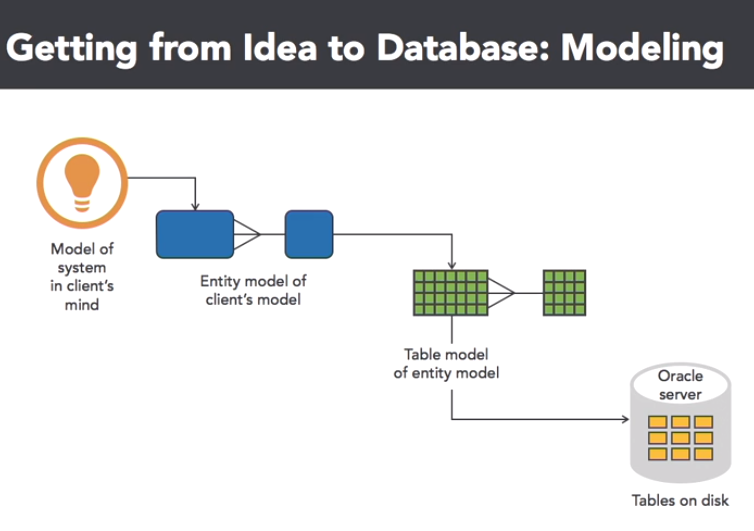 Getting from Idea to Database: Modeling
Model of
system
in client's
mind
Entity model of
client's model
Table model
of entity model
Oracle
server
Tables on disk